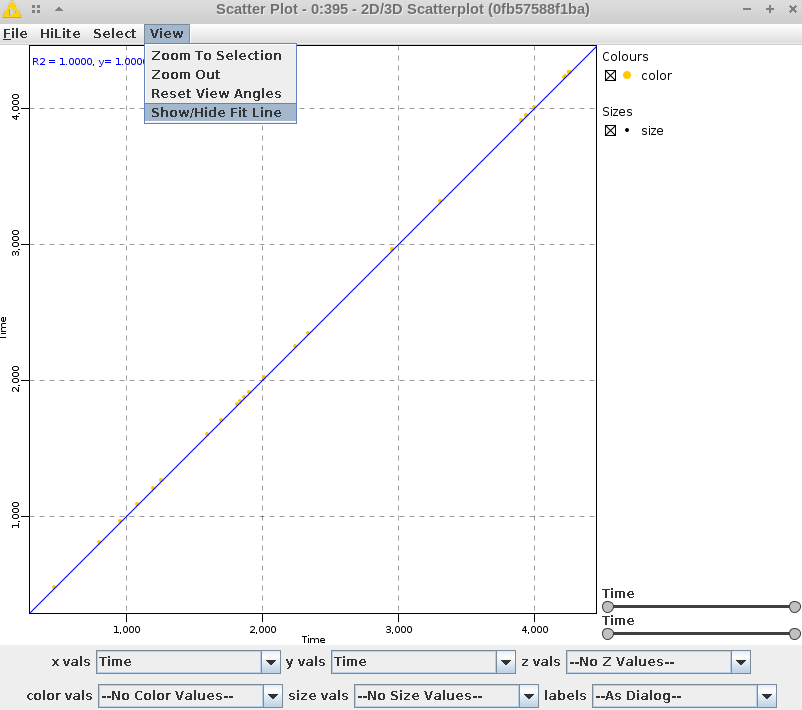 Scatter Plot - 0:395 - 2D/3D Scatterplot (0fb57588f1ba)
File HiLite Select View
Zoom To Selection
Zoom Out
Reset View Angles
Show/Hide Fit Line
R2 = 1.0000, y= 1.000
Colours
color
Sizes
size
4,000
3,000
2,000
1,000
Time
1,000 2,000 3,000 4,000
Time
Time
Time
x vals Time y vals Time z vals --No Z Values--
color vals --No Color Values-- size vals --No Size Values-- labels --As Dialog--